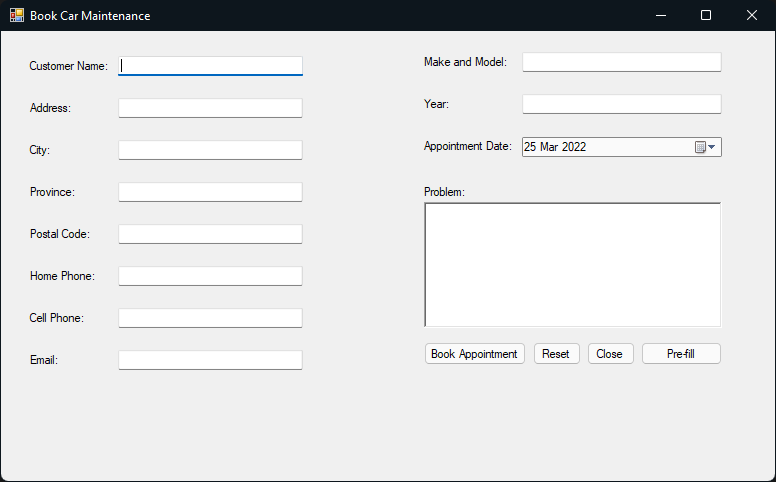 Book Car Maintenance
Customer Name:
Address:
City:
Province:
Postal Code:
Home Phone:
Cell Phone:
Email:
Make and Model:
Year:
Appointment Date: 25 Mar 2022
Problem:
Book Appointment Reset Close Pre-fill